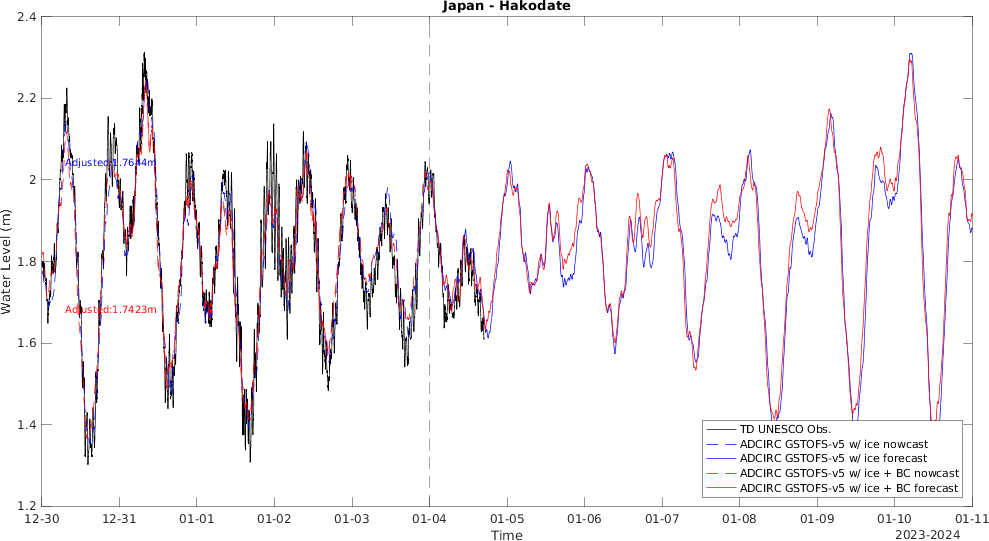 Japan - Hakodate
2.4
2.2
2
1.8
1.6
1.4
1.2
Water Level (m)
Adjusted:1.7644m
Adjusted:1.7423m
TD UNESCO Obs.
ADCIRC GSTOFS-v5 w/ ice nowcast
ADCIRC GSTOFS-v5 w/ ice forecast
ADCIRC GSTOFS-v5 w/ ice + BC nowcast
ADCIRC GSTOFS-v5 w/ ice + BC forecast
12-30 12-31 01-01 01-02 01-03 01-04 01-05 01-06 01-07 01-08 01-09 01-10 01-11
Time
2023-2024